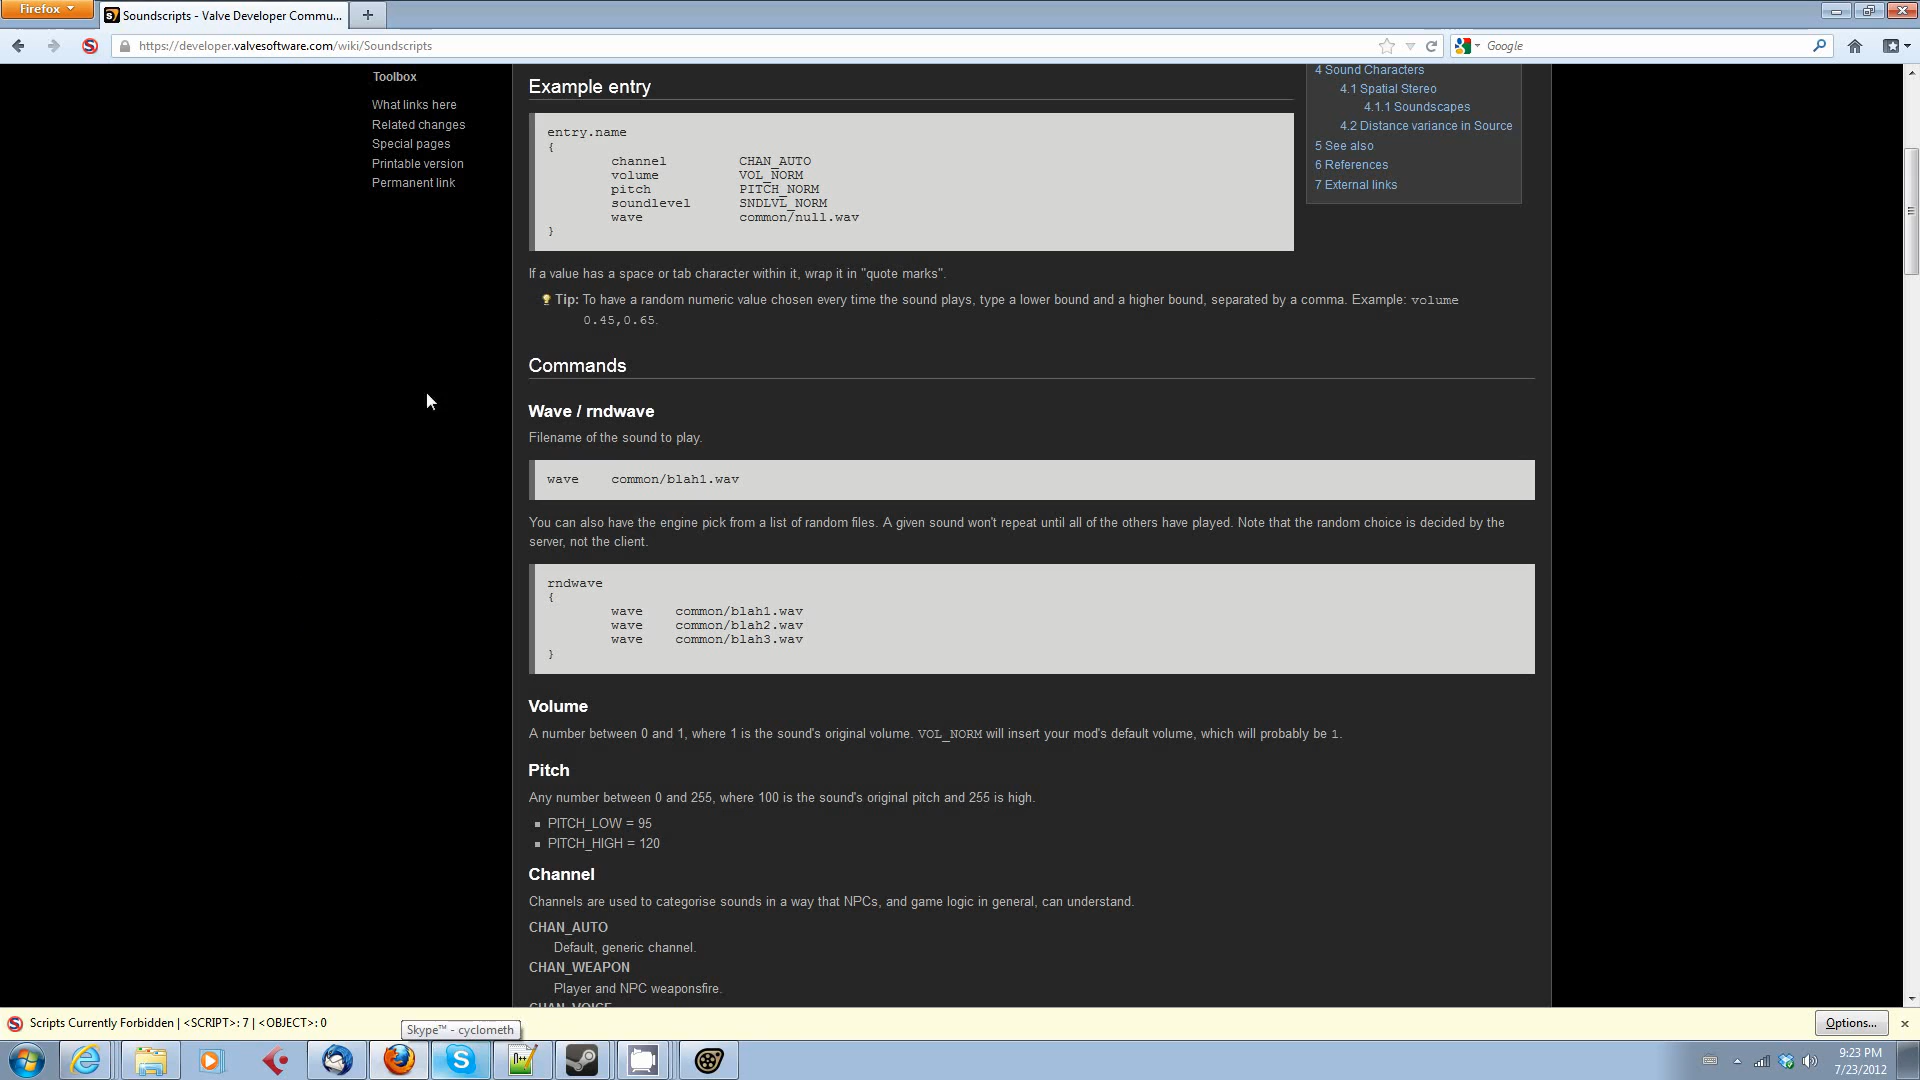 Firefox
Soundscripts - Valve Developer Commu...
https://developer.valvesoftware.com/wiki/Soundscripts
Google
Toolbox
What links here
Related changes
Special pages
Printable version
Permanent link
4 Sound Characters
4.1 Spatial Stereo
4.1.1 Soundscapes
4.2 Distance variance in Source
5 See also
6 References
7 External links
Example entry
entry.name
{
channel CHAN_AUTO
volume VOL_NORM
pitch PITCH_NORM
soundlevel SNDLVL_NORM
wave common/null.wav
}
If a value has a space or tab character within it, wrap it in "quote marks".
Tip: To have a random numeric value chosen every time the sound plays, type a lower bound and a higher bound, separated by a comma. Example: volume
0.45,0.65.
Commands
Wave / rndwave
Filename of the sound to play.
wave common/blah1.wav
You can also have the engine pick from a list of random files. A given sound won't repeat until all of the others have played. Note that the random choice is decided by the
server, not the client.
rndwave
{
wave common/blah1.wav
wave common/blah2.wav
wave common/blah3.wav
}
Volume
A number between 0 and 1, where 1 is the sound's original volume. VOL_NORM will insert your mod's default volume, which will probably be 1.
Pitch
Any number between 0 and 255, where 100 is the sound's original pitch and 255 is high.
PITCH_LOW = 95
PITCH_HIGH = 120
Channel
Channels are used to categorise sounds in a way that NPCs, and game logic in general, can understand.
CHAN_AUTO
Default, generic channel.
CHAN_WEAPON
Player and NPC weaponsfire.
CHAN_VOICE
Scripts Currently Forbidden | <SCRIPT>: 7 | <OBJECT>: 0
Options...
Skype™ - cyclometh
9:23 PM
7/23/2012